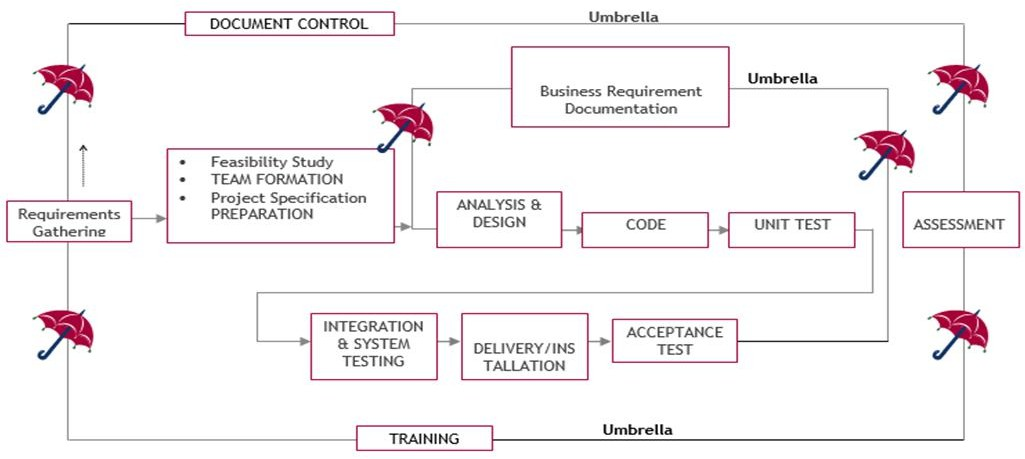 DOCUMENT CONTROL
Umbrella
Umbrella
Business Requirement
Documentation
• Feasibility Study
• TEAM FORMATION
• Project Specification
PREPARATION
Requirements
Gathering
ANALYSIS &
DESIGN
CODE
UNIT TEST
ASSESSMENT
INTEGRATION
& SYSTEM
TESTING
DELIVERY/INS
TALLATION
ACCEPTANCE
TEST
TRAINING
Umbrella